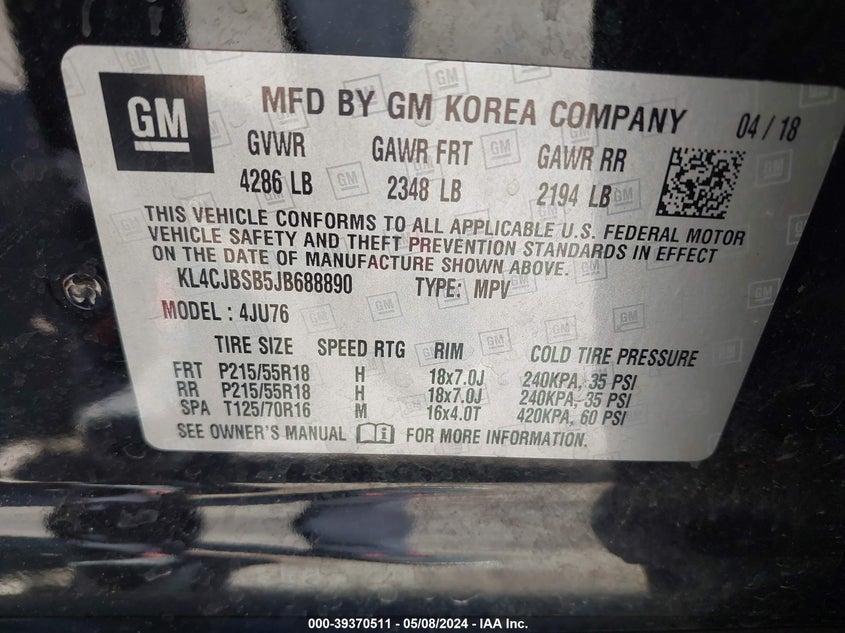 GM MFD BY GM KOREA COMPANY 04/18
GVWR GAWR FRT GAWR RR
4286 LB 2348 LB 2194 LB
THIS VEHICLE CONFORMS TO ALL APPLICABLE U.S. FEDERAL MOTOR
VEHICLE SAFETY AND THEFT PREVENTION STANDARDS IN EFFECT
ON THE DATE OF MANUFACTURE SHOWN ABOVE.
KL4CJBSB5JB688890 TYPE: MPV
MODEL : 4JU76
TIRE SIZE SPEED RTG RIM COLD TIRE PRESSURE
FRT P215/55R18 H 18x7.0J 240KPA, 35 PSI
RR P215/55R18 H 18x7.0J 240KPA, 35 PSI
SPA T125/70R16 M 16x4.0T 420KPA, 60 PSI
SEE OWNER'S MANUAL FOR MORE INFORMATION.
000-39370511 - 05/08/2024 - IAA Inc.